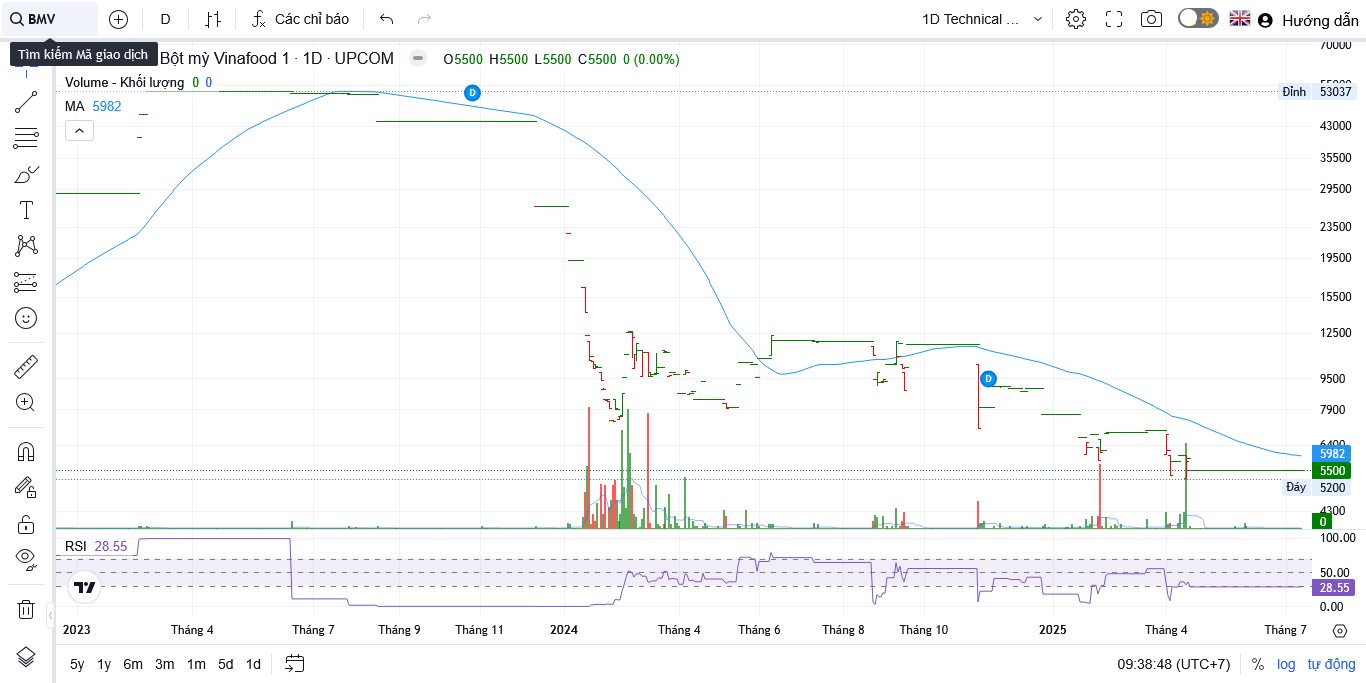 BMV
D
Các chỉ báo
1D Technical ...
Hướng dẫn
Tìm kiếm Mã giao dịch
Bột mỳ Vinafood 1 · 1D · UPCOM
O5500 H5500 L5500 C5500 0 (0.00%)
Volume - Khối lượng 0 0
MA 5982
D
D
70000
Đỉnh 53037
43000
35500
29500
23500
19500
15500
12500
9500
7900
6400
5982
5500
Đáy 5200
4300
0
RSI 28.55
100.00
50.00
28.55
0.00
2023 Tháng 4 Tháng 7 Tháng 9 Tháng 11 2024 Tháng 4 Tháng 6 Tháng 8 Tháng 10 2025 Tháng 4 Tháng 7
5y 1y 6m 3m 1m 5d 1d
09:38:48 (UTC+7) % log tự động